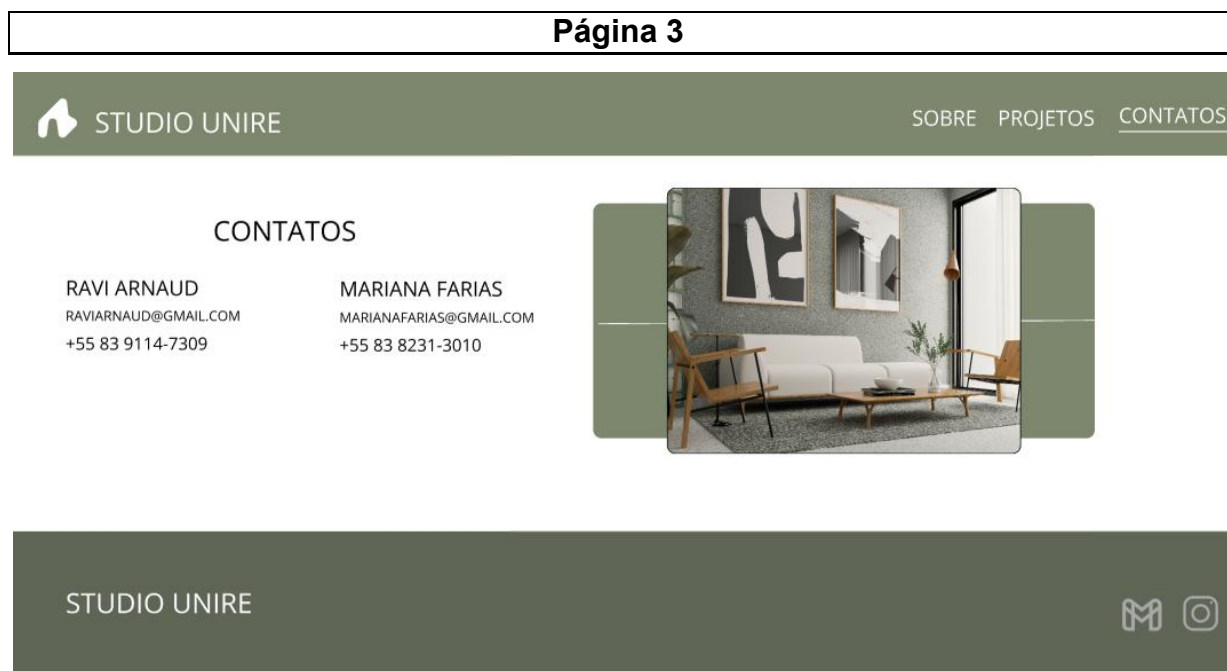 Página 3
STUDIO UNIRE
SOBRE PROJETOS CONTATOS
CONTATOS
RAVI ARNAUD
RAVIARNAUD@GMAIL.COM
+55 83 9114-7309
MARIANA FARIAS
MARIANAFARIAS@GMAIL.COM
+55 83 8231-3010
STUDIO UNIRE